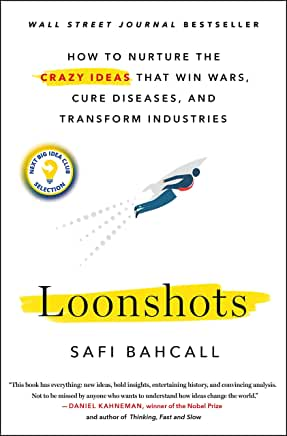 WALL STREET JOURNAL BESTSELLER
HOW TO NURTURE THE
CRAZY IDEAS THAT WIN WARS,
CURE DISEASES, AND
TRANSFORM INDUSTRIES
NEXT BIG IDEA CLUB
SELECTION
Loonshots
SAFI BAHCALL
"This book has everything: new ideas, bold insights, entertaining history, and convincing analysis.
Not to be missed by anyone who wants to understand how ideas change the world."
—DANIEL KAHNEMAN, winner of the Nobel Prize
and author of Thinking, Fast and Slow